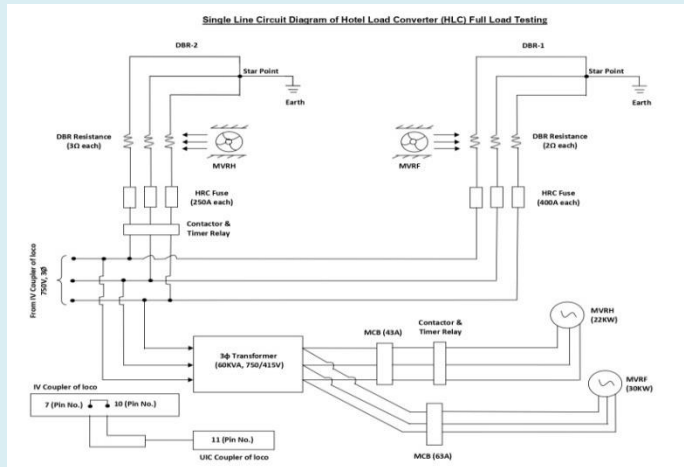 Single Line Circuit Diagram of Hotel Load Converter (HLC) Full Load Testing
DBR-2
DBR-1
Star Point
Star Point
Earth
Earth
DBR Resistance
(3Ω each)
MVRH
MVRF
DBR Resistance
(2Ω each)
HRC Fuse
(250A each)
HRC Fuse
(400A each)
Contactor &
Timer Relay
From IV Coupler of loco
750V, 3Ø
3ϕ Transformer
(60KVA, 750/415V)
MCB (43A)
Contactor &
Timer Relay
MVRH
(22KW)
MVRF
(30KW)
MCB (63A)
IV Coupler of loco
7 (Pin No.)
10 (Pin No.)
11 (Pin No.)
UIC Coupler of loco